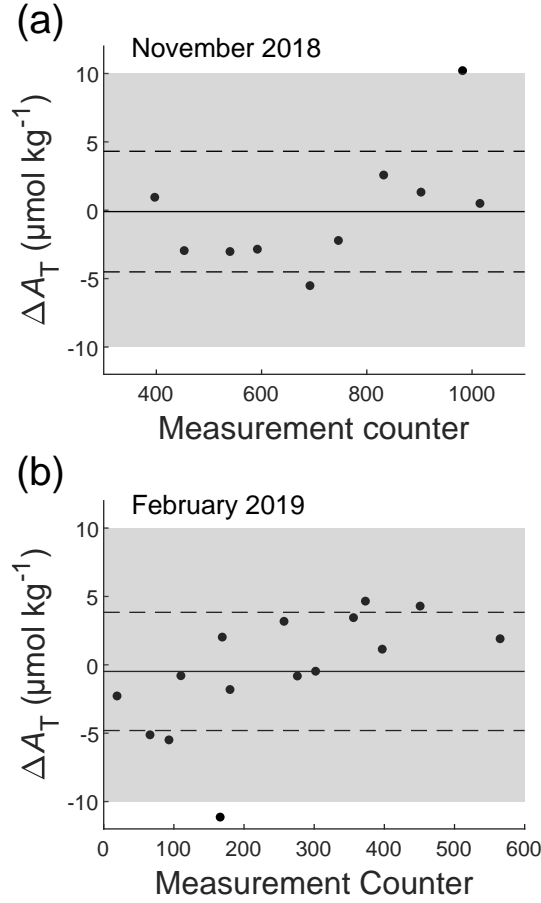 (a)
November 2018
10
5
0
-5
-10
ΔA_T (μmol kg⁻¹)
400 600 800 1000
Measurement counter
(b)
February 2019
10
5
0
-5
-10
ΔA_T (μmol kg⁻¹)
0 100 200 300 400 500 600
Measurement Counter